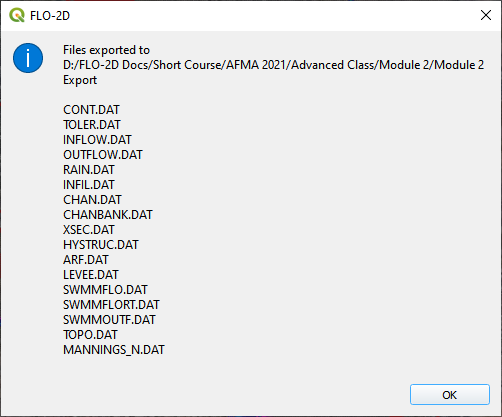 FLO-2D
Files exported to
D:/FLO-2D Docs/Short Course/AFMA 2021/Advanced Class/Module 2/Module 2
Export
CONT.DAT
TOLER.DAT
INFLOW.DAT
OUTFLOW.DAT
RAIN.DAT
INFIL.DAT
CHAN.DAT
CHANBANK.DAT
XSEC.DAT
HYSTRUC.DAT
ARF.DAT
LEVEE.DAT
SWMMFLO.DAT
SWMMFLORT.DAT
SWMMOUTF.DAT
TOPO.DAT
MANNINGS_N.DAT
OK